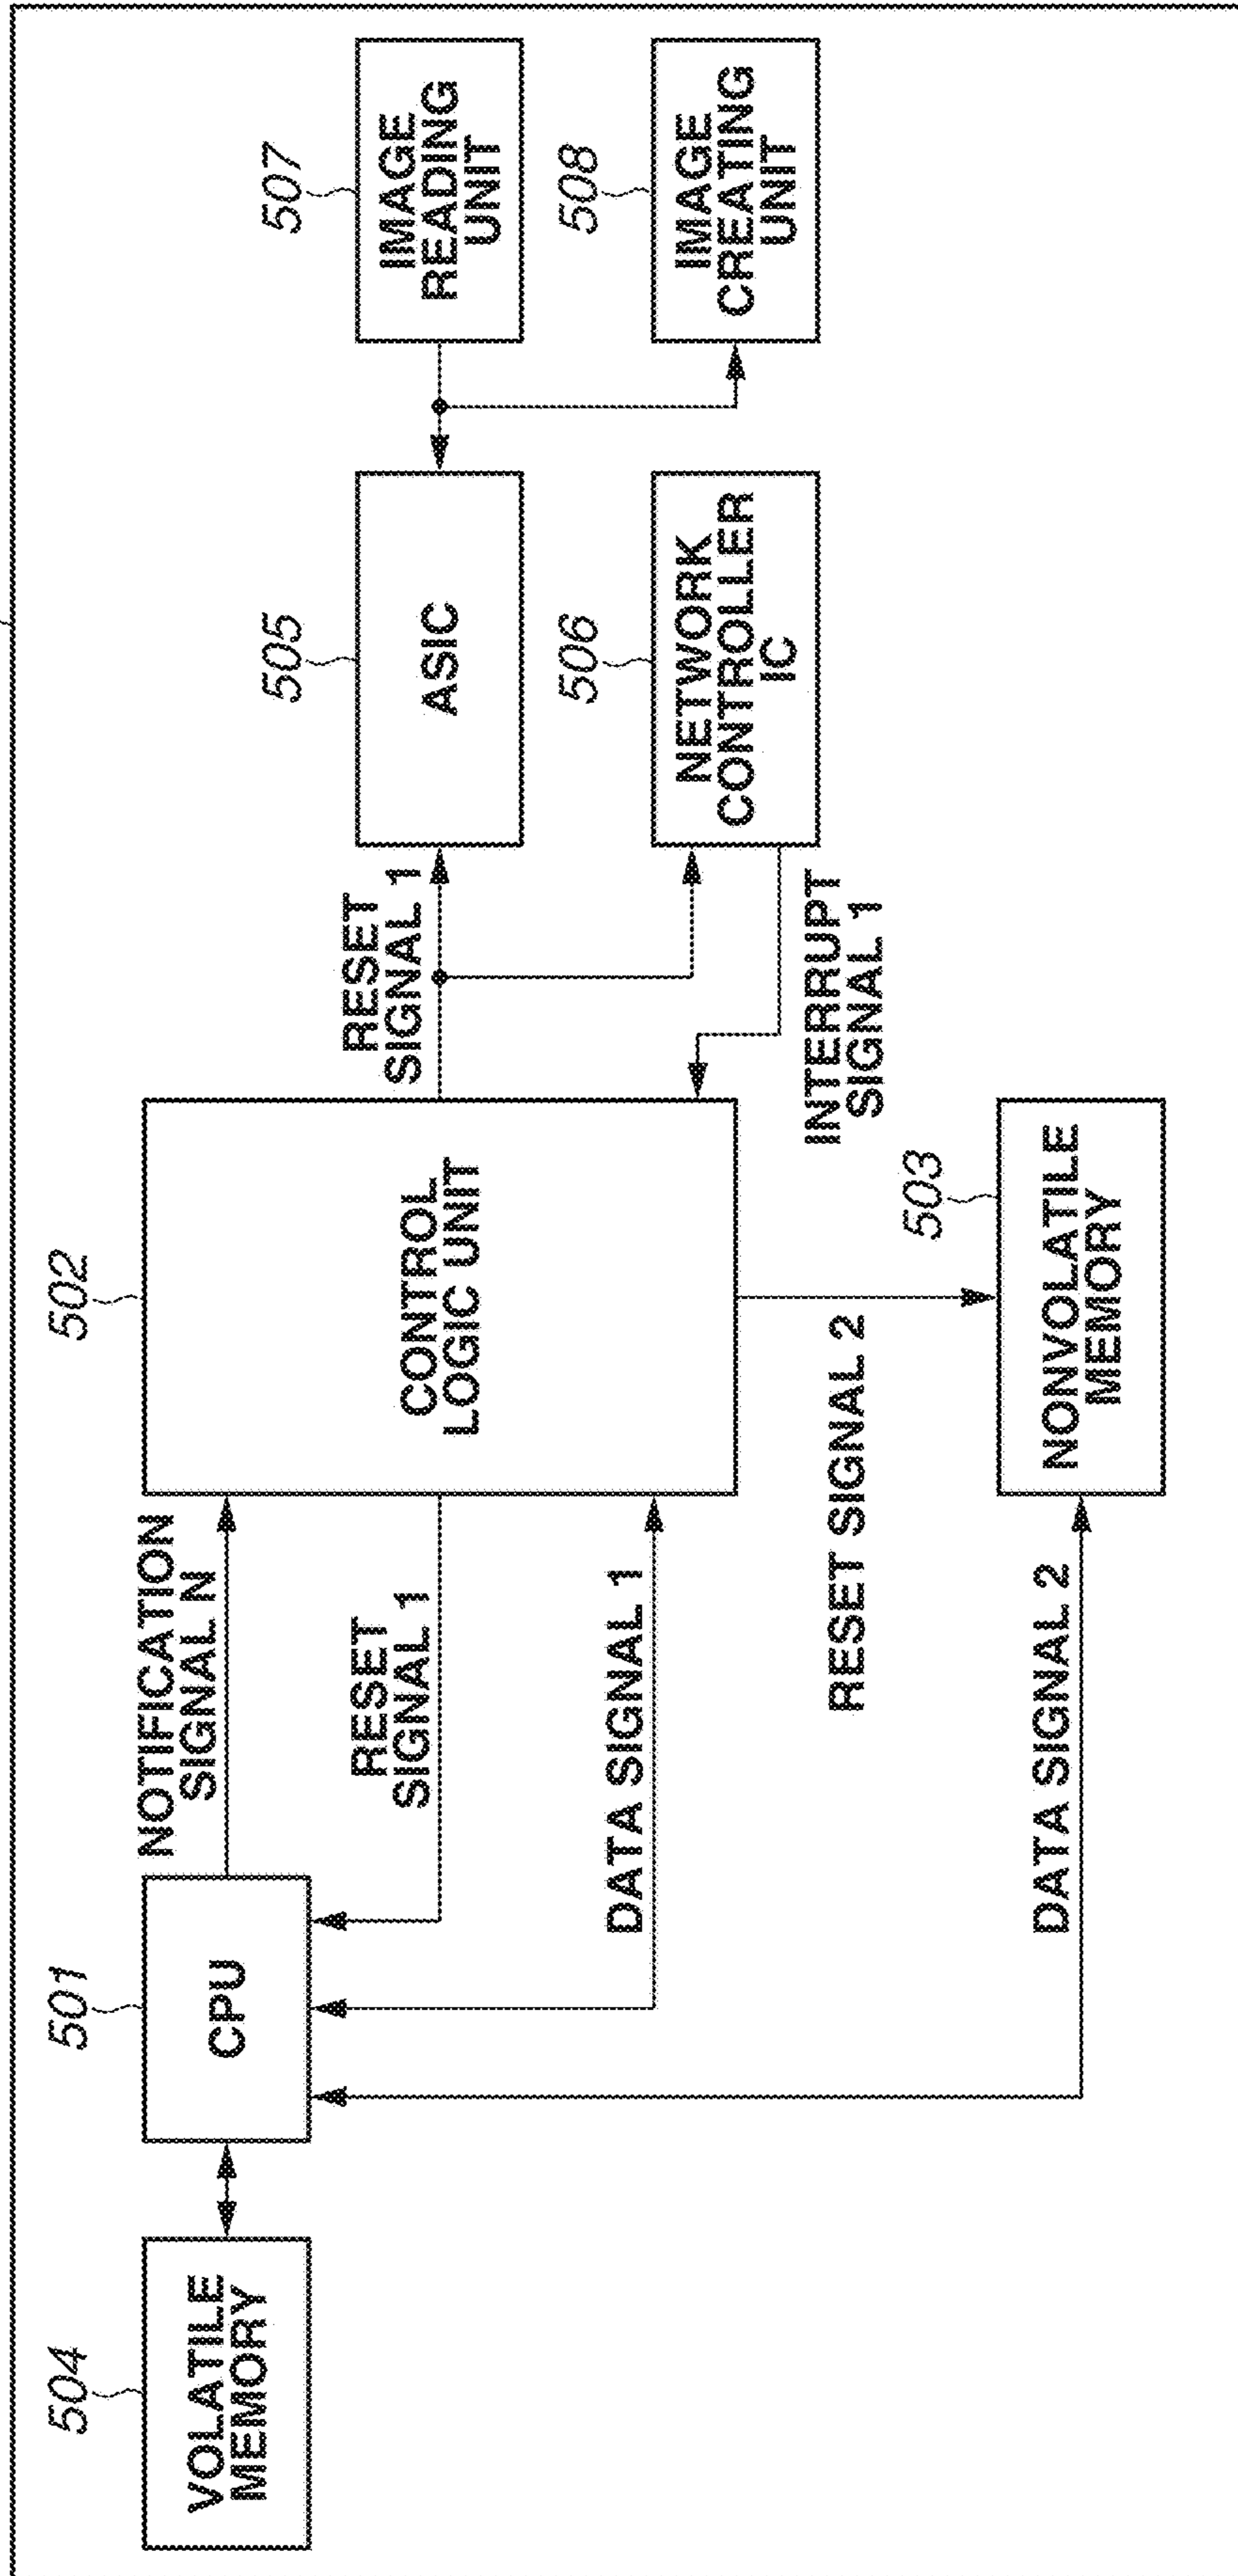 504
VOLATILE
MEMORY
501
CPU
NOTIFICATION
SIGNAL N
RESET
SIGNAL 1
DATA SIGNAL 1
DATA SIGNAL 2
502
CONTROL
LOGIC UNIT
RESET SIGNAL 2
503
NONVOLATILE
MEMORY
RESET
SIGNAL 1
INTERRUPT
SIGNAL 1
505
ASIC
506
NETWORK
CONTROLLER
IC
507
IMAGE
READING
UNIT
508
IMAGE
CREATING
UNIT